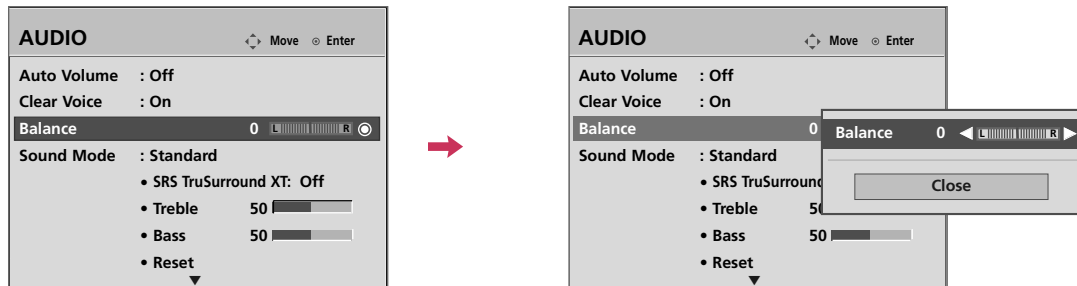 AUDIO Move Enter
Auto Volume : Off
Clear Voice : On
Balance 0 L R
Sound Mode : Standard
• SRS TruSurround XT: Off
• Treble 50
• Bass 50
• Reset
AUDIO Move Enter
Auto Volume : Off
Clear Voice : On
Balance 0
Sound Mode : Standard
• SRS TruSurround
• Treble 50
• Bass 50
• Reset
Balance 0 L R
Close